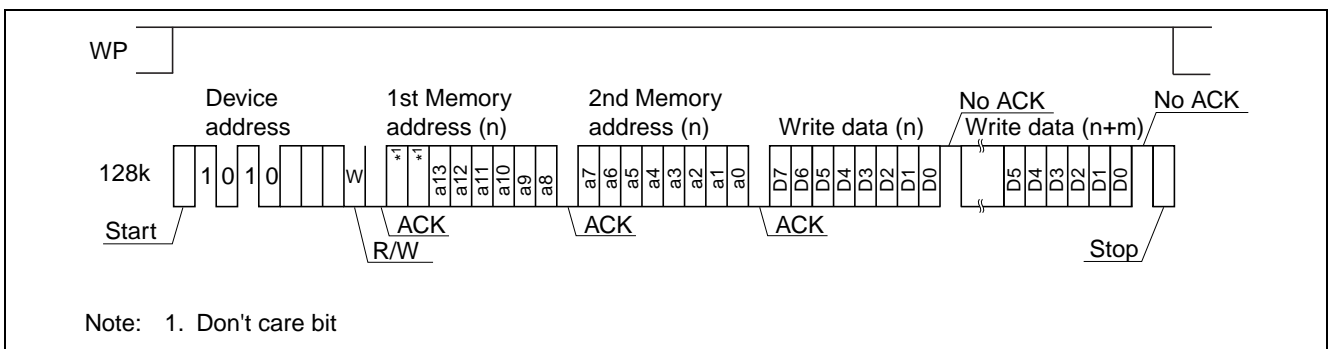 WP
Device address
1st Memory address (n)
2nd Memory address (n)
Write data (n)
No ACK
Write data (n+m)
No ACK
128k
1 0 1 0 W *1 *1 a13 a12 a11 a10 a9 a8 a7 a6 a5 a4 a3 a2 a1 a0 D7 D6 D5 D4 D3 D2 D1 D0 D5 D4 D3 D2 D1 D0
Start
R/W
ACK
ACK
ACK
Stop
Note: 1. Don't care bit